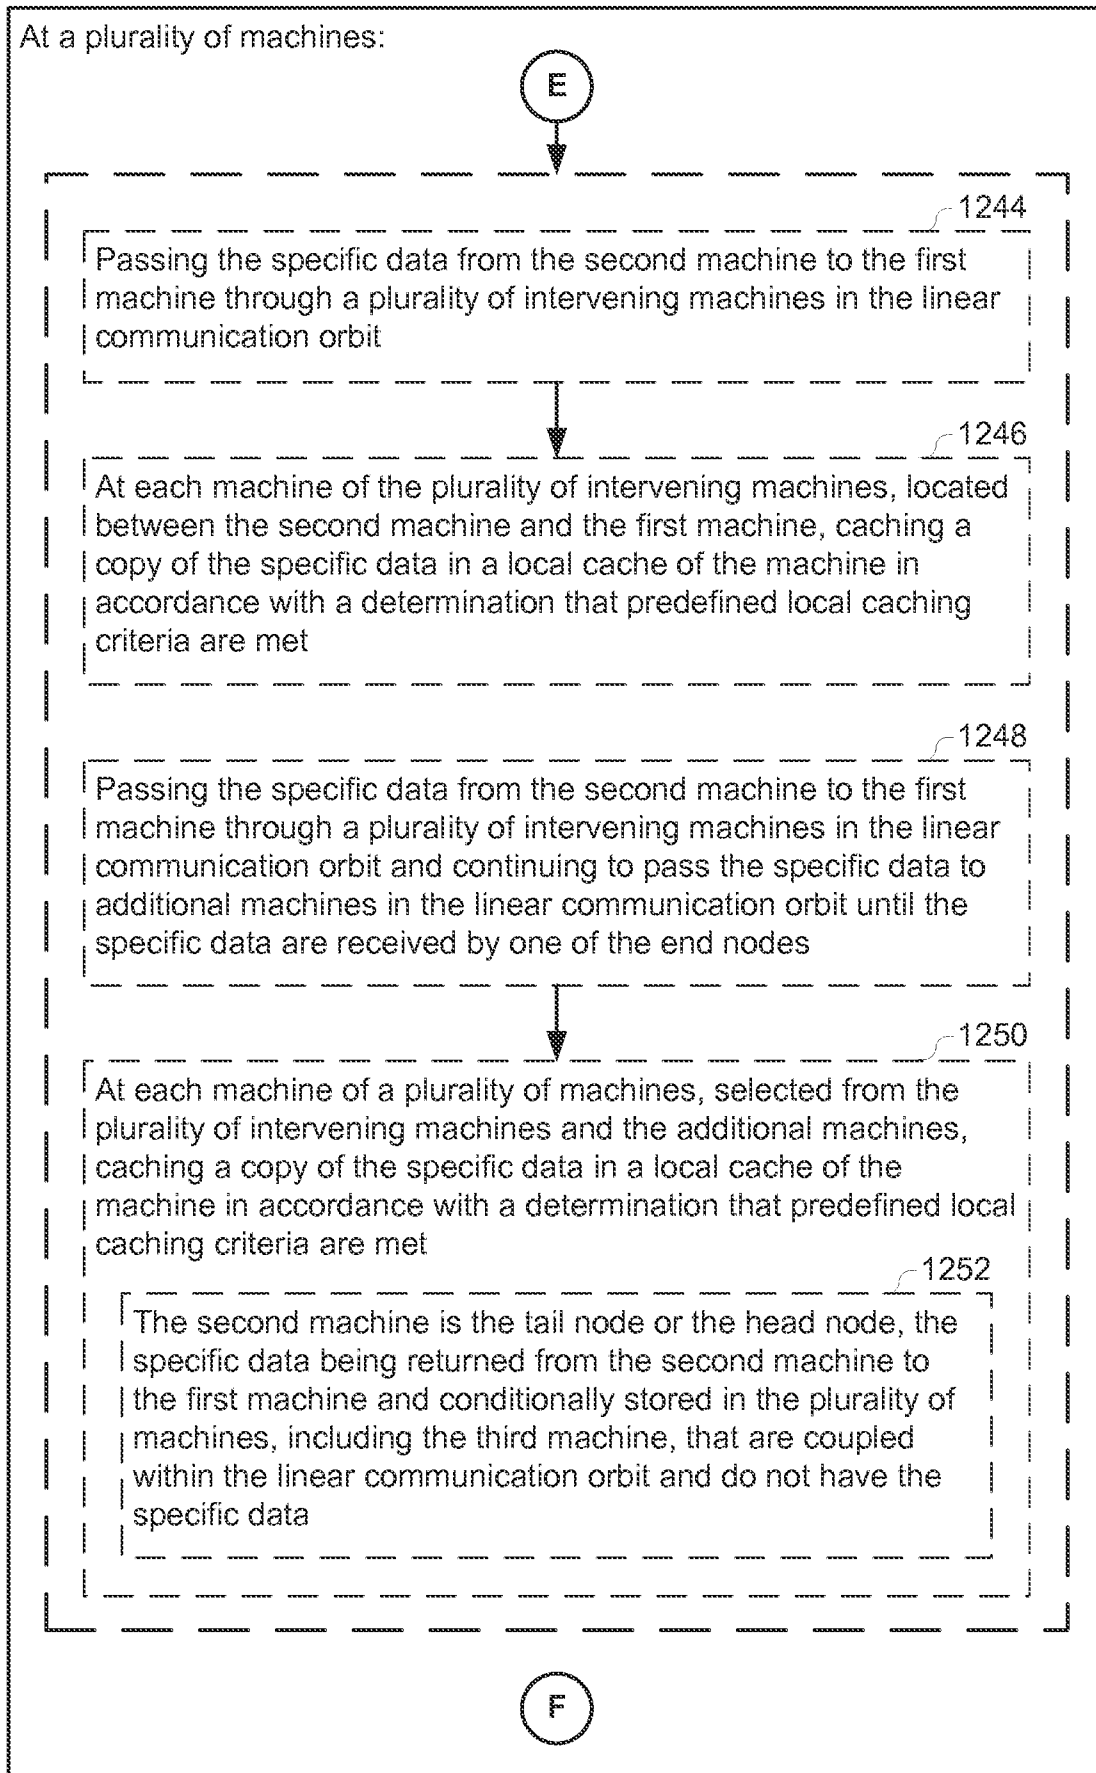 At a plurality of machines:
E
1244
Passing the specific data from the second machine to the first
machine through a plurality of intervening machines in the linear
communication orbit
1246
At each machine of the plurality of intervening machines, located
between the second machine and the first machine, caching a
copy of the specific data in a local cache of the machine in
accordance with a determination that predefined local caching
criteria are met
1248
Passing the specific data from the second machine to the first
machine through a plurality of intervening machines in the linear
communication orbit and continuing to pass the specific data to
additional machines in the linear communication orbit until the
specific data are received by one of the end nodes
1250
At each machine of a plurality of machines, selected from the
plurality of intervening machines and the additional machines,
caching a copy of the specific data in a local cache of the
machine in accordance with a determination that predefined local
caching criteria are met
1252
The second machine is the tail node or the head node, the
specific data being returned from the second machine to
the first machine and conditionally stored in the plurality of
machines, including the third machine, that are coupled
within the linear communication orbit and do not have the
specific data
F